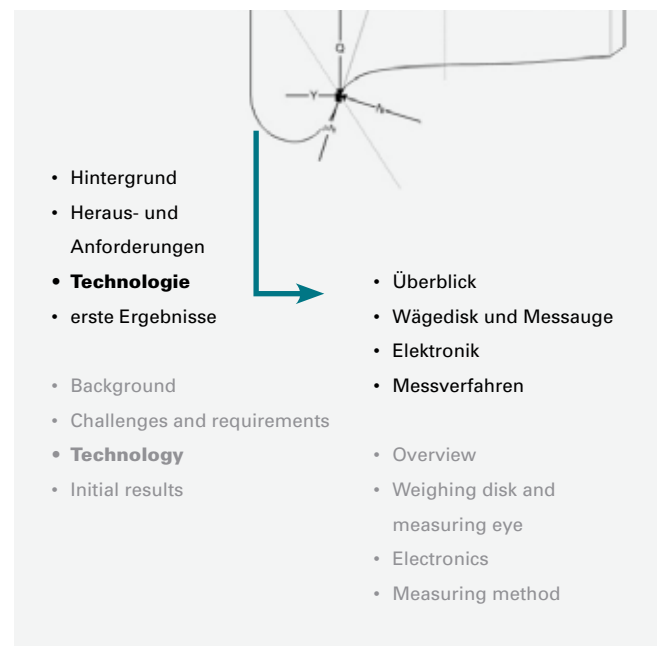 Q
Y
• Hintergrund
• Heraus- und
Anforderungen
• Technologie
• erste Ergebnisse
• Background
• Challenges and requirements
• Technology
• Initial results
• Überblick
• Wägedisk und Messauge
• Elektronik
• Messverfahren
• Overview
• Weighing disk and
measuring eye
• Electronics
• Measuring method